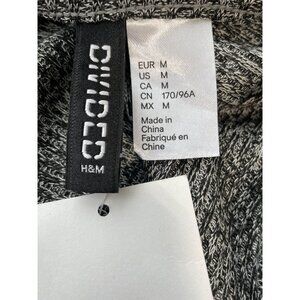 DIVIDED
H&M
EUR M
US M
CA M
CN 170/96A
MX M
Made in
China
Fabriqué en
Chine